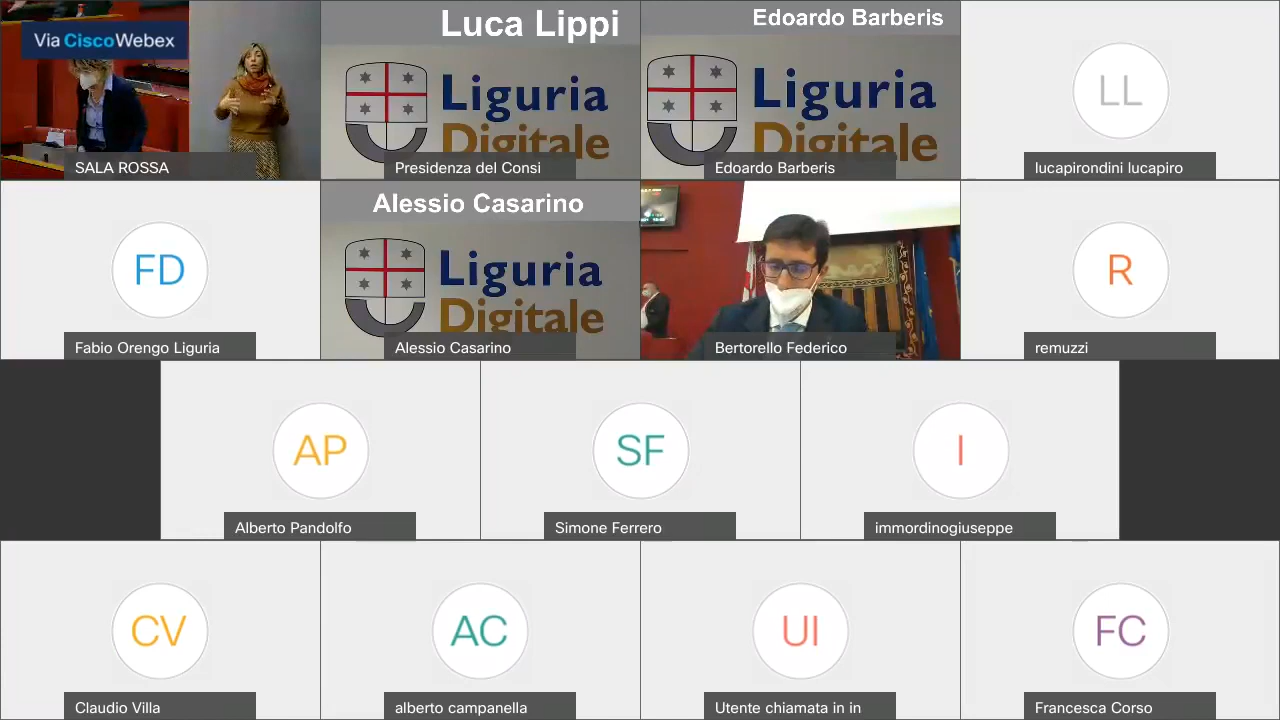 Via CiscoWebex
SALA ROSSA
Luca Lippi
Liguria
Digitale
Presidenza del Consi
Edoardo Barberis
Liguria
Digitale
Edoardo Barberis
LL
lucapirondini lucapiro
FD
Fabio Orengo Liguria
Alessio Casarino
Liguria
Digitale
Alessio Casarino
Bertorello Federico
R
remuzzi
AP
Alberto Pandolfo
SF
Simone Ferrero
I
immordinogiuseppe
CV
Claudio Villa
AC
alberto campanella
UI
Utente chiamata in in
FC
Francesca Corso